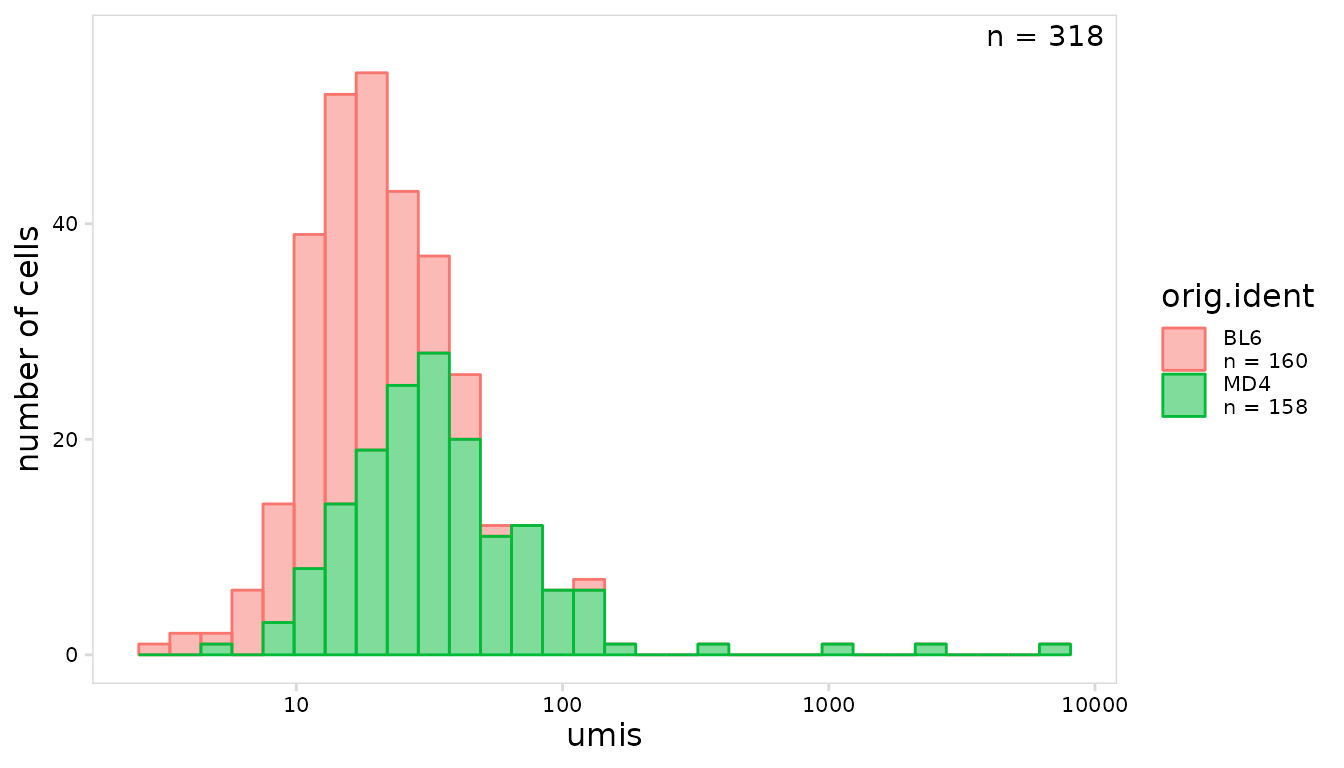 n = 318
number of cells
40
20
0
10
100
1000
10000
umis
orig.ident
BL6
n = 160
MD4
n = 158